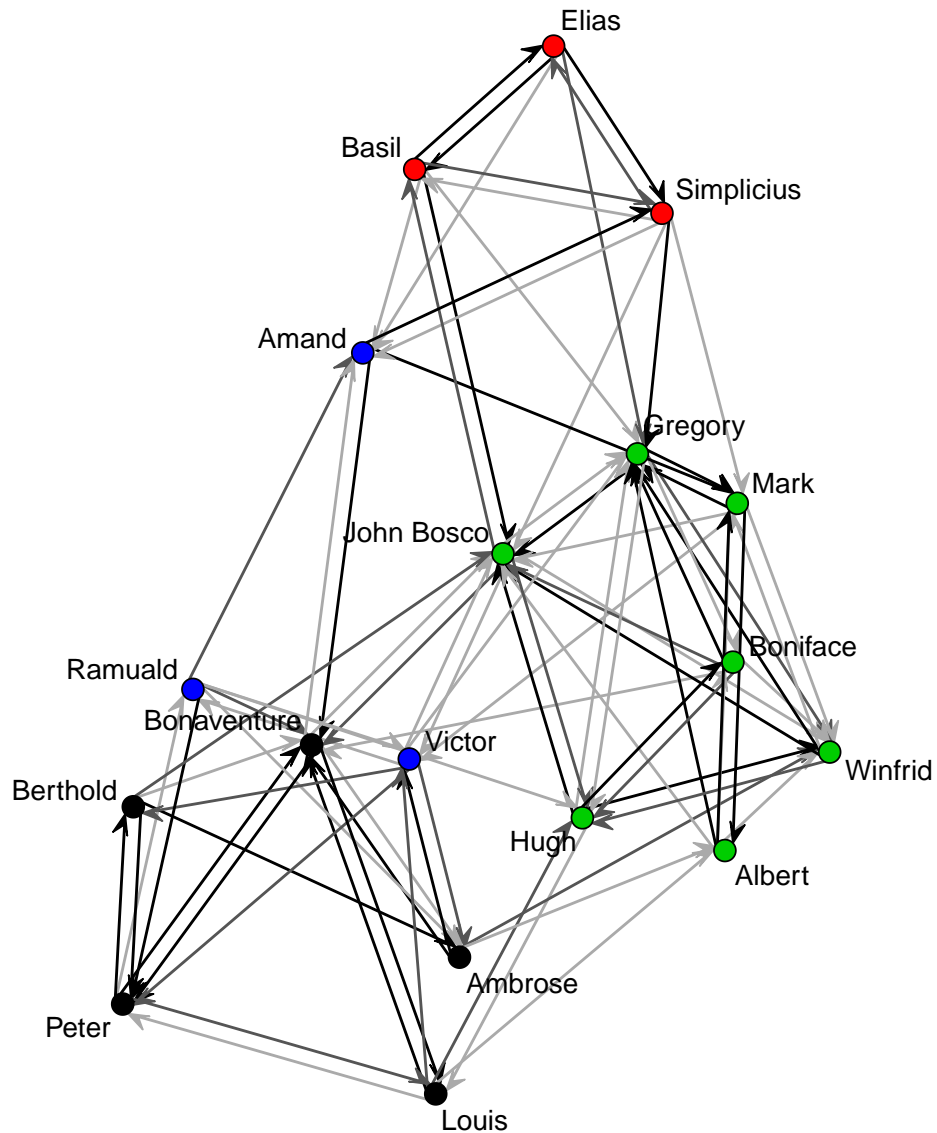 Elias
Basil
Simplicius
Amand
Gregory
Mark
John Bosco
Boniface
Ramuald
Bonaventure
Victor
Winfrid
Berthold
Hugh
Albert
Ambrose
Peter
Louis